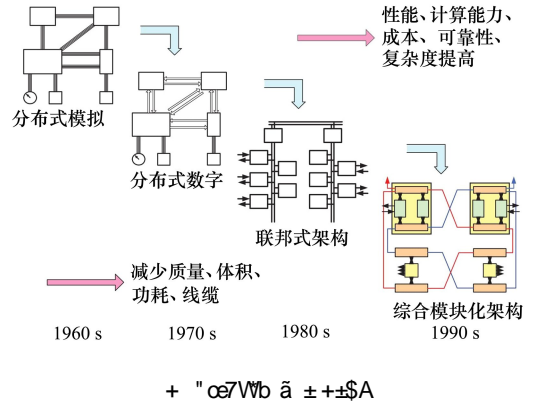 性能、计算能力、
成本、可靠性、
复杂度提高
分布式模拟
分布式数字
联邦式架构
综合模块化架构
减少质量、体积、
功耗、线缆
1960 s
1970 s
1980 s
1990 s